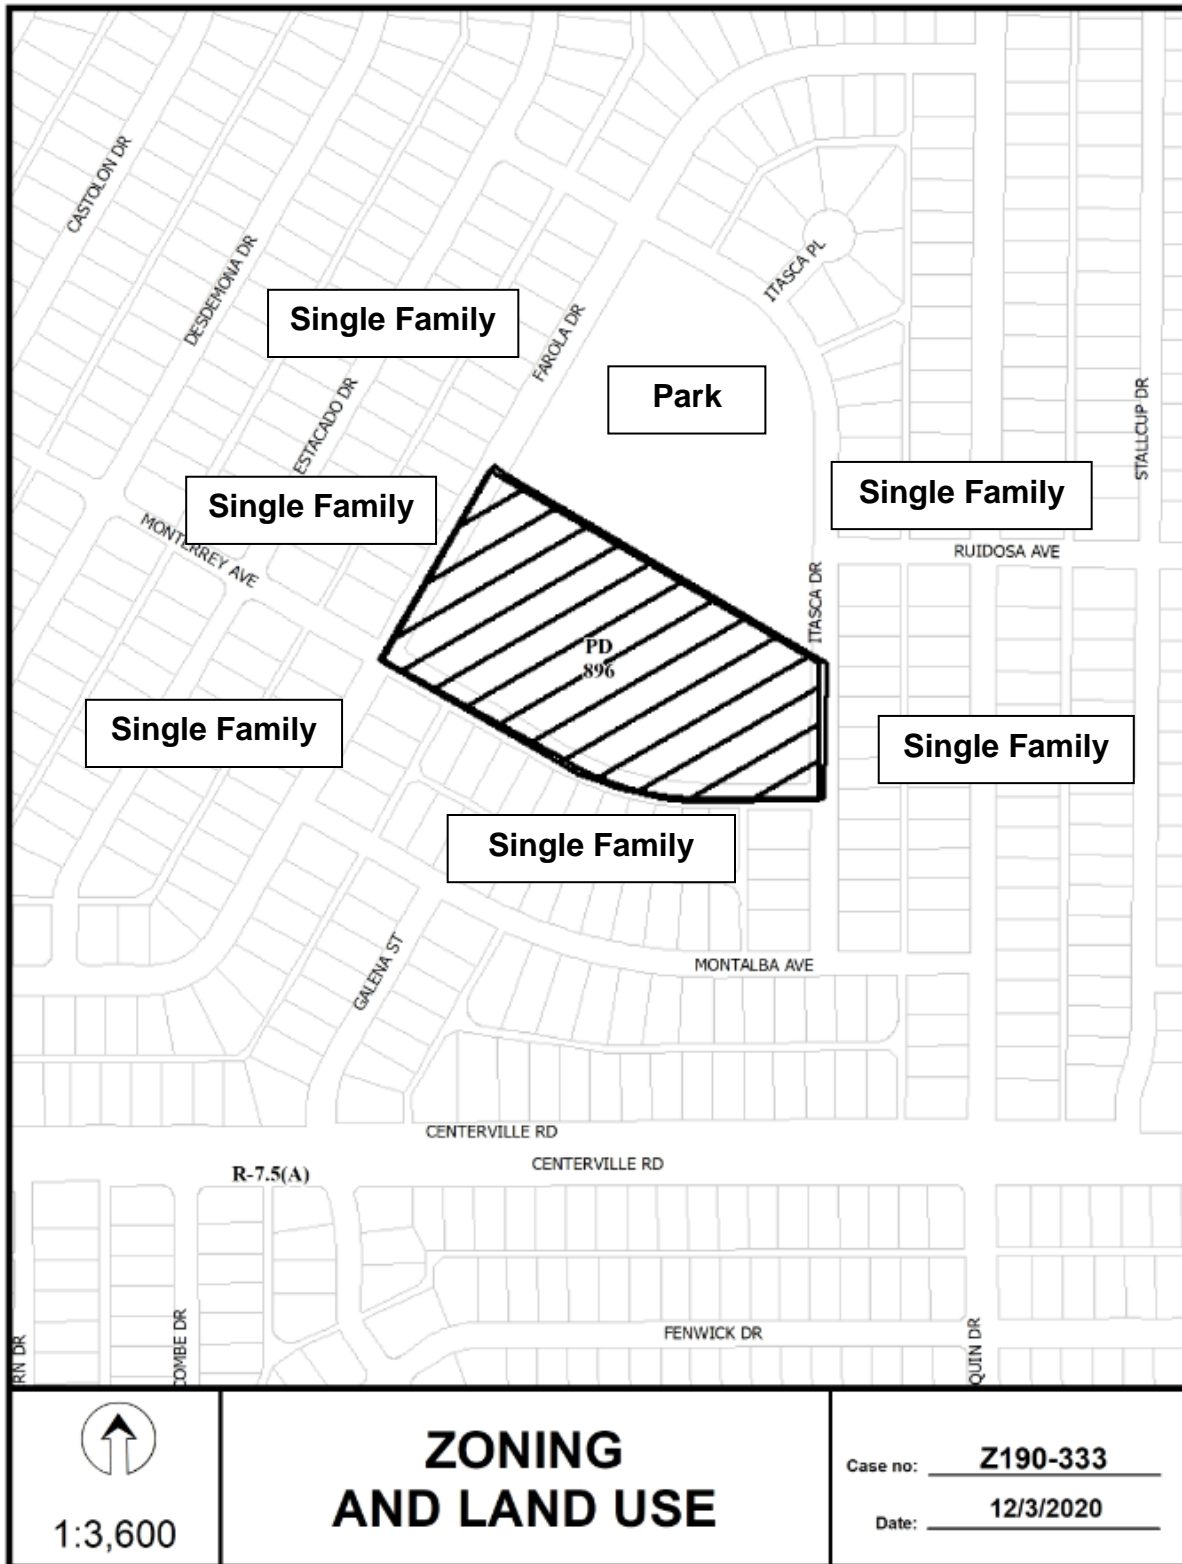 CASTOLON DR
DESDEMONA DR
ITASCA PL
Single Family
FAROLA DR
Park
ESTACADO DR
STALLCUP DR
Single Family
Single Family
MONTERREY AVE
RUIDOSA AVE
ITASCA DR
PD
896
Single Family
Single Family
Single Family
GALENA ST
MONTALBA AVE
CENTERVILLE RD
CENTERVILLE RD
R-7.5(A)
RN DR
COMBE DR
FENWICK DR
QUIN DR
1:3,600
ZONING
AND LAND USE
Case no: Z190-333
Date: 12/3/2020